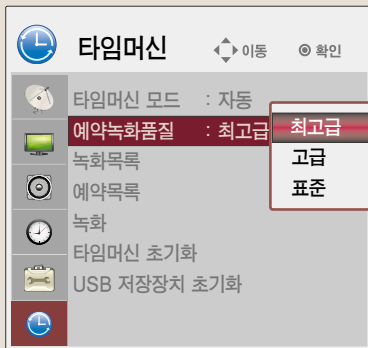 타임머신 이동 확인
타임머신 모드 : 자동
예약녹화품질 : 최고급
최고급
고급
표준
녹화목록
예약목록
녹화
타임머신 초기화
USB 저장장치 초기화